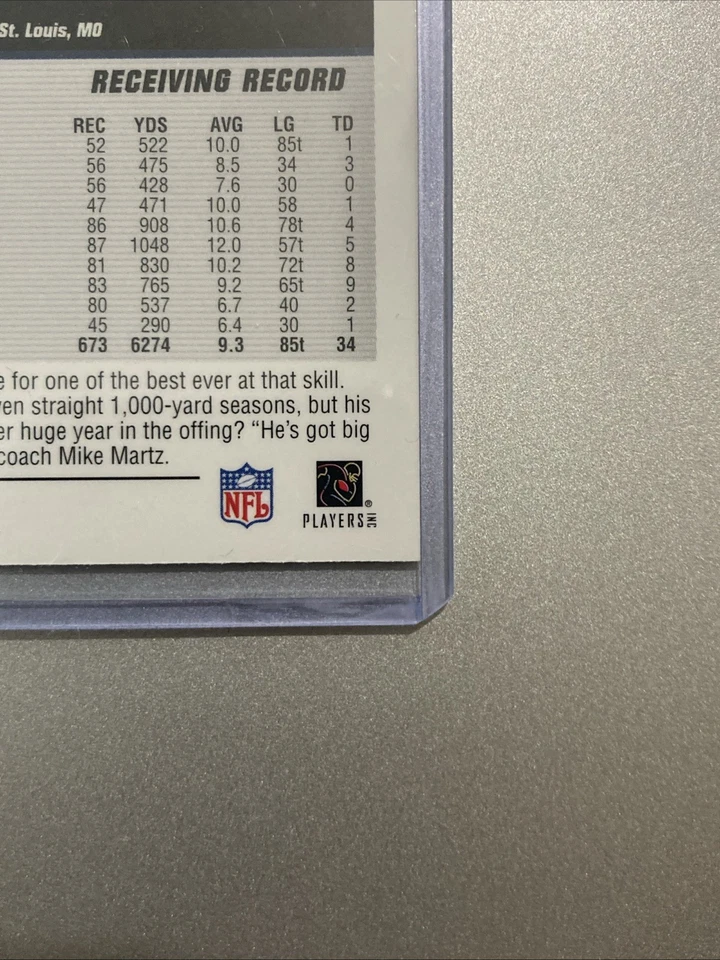 St. Louis, MO
RECEIVING RECORD
REC YDS AVG LG TD
52 522 10.0 85t 1
56 475 8.5 34 3
56 428 7.6 30 0
47 471 10.0 58 1
86 908 10.6 78t 4
87 1048 12.0 57t 5
81 830 10.2 72t 8
83 765 9.2 65t 9
80 537 6.7 40 2
45 290 6.4 30 1
673 6274 9.3 85t 34
e for one of the best ever at that skill.
ven straight 1,000-yard seasons, but his
er huge year in the offing? “He's got big
coach Mike Martz.
NFL
®
PLAYERS INC